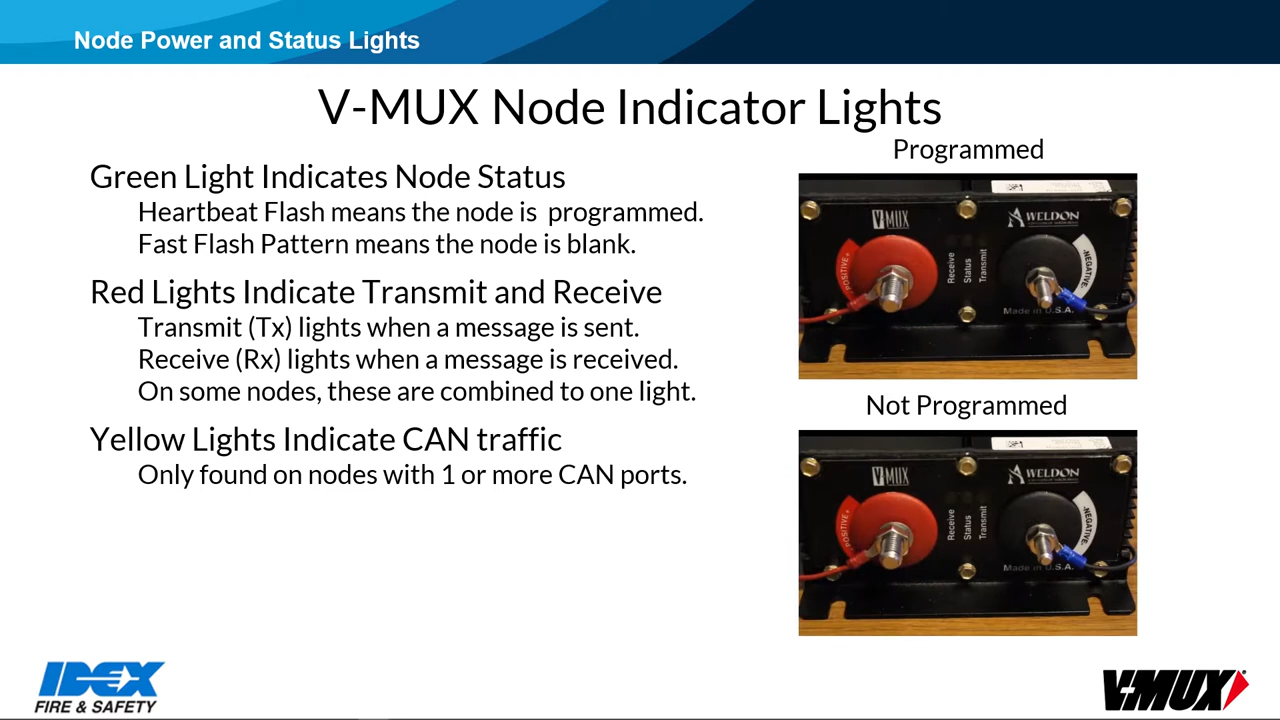 Node Power and Status Lights
V-MUX Node Indicator Lights
Green Light Indicates Node Status
Heartbeat Flash means the node is programmed.
Fast Flash Pattern means the node is blank.
Red Lights Indicate Transmit and Receive
Transmit (Tx) lights when a message is sent.
Receive (Rx) lights when a message is received.
On some nodes, these are combined to one light.
Yellow Lights Indicate CAN traffic
Only found on nodes with 1 or more CAN ports.
Programmed
V MUX
WELDON
POSITIVE+
Receive
Status
Transmit
-NEGATIVE-
Made in U.S.A.
Not Programmed
V MUX
WELDON
POSITIVE+
Receive
Status
Transmit
-NEGATIVE-
Made in U.S.A.
IDEX
FIRE & SAFETY
V-MUX